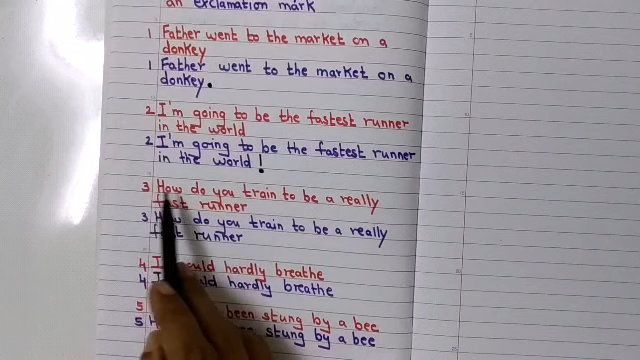 an exclamation mark
1 Father went to the market on a
donkey
1 Father went to the market on a
donkey.
2 I'm going to be the fastest runner
in the world
2 I'm going to be the fastest runner
in the world!
3 How do you train to be a really
fast runner
3 How do you train to be a really
runner
4 I hardly breathe
4 hardly breathe
5 been stung by a bee
5 stung by a bee